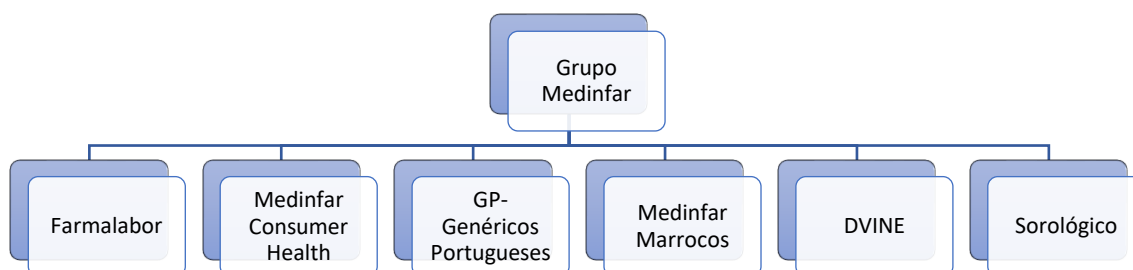 Grupo
Medinfar
Farmalabor
Medinfar
Consumer
Health
GP-
Genéricos
Portugueses
Medinfar
Marrocos
DVINE
Sorológico